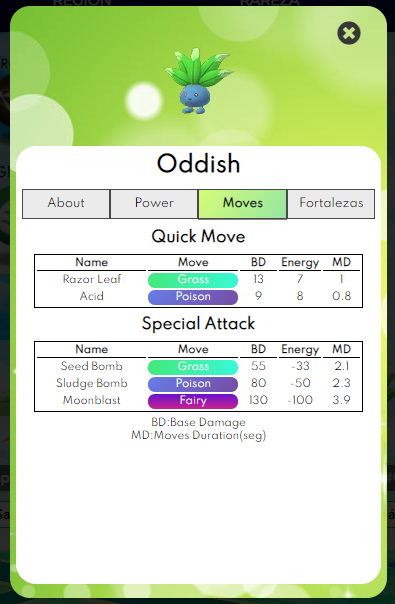 REGION RAREZA
Oddish
About Power Moves Fortalezas
Quick Move
Name Move BD Energy MD
Razor Leaf Grass 13 7 1
Acid Poison 9 8 0.8
Special Attack
Name Move BD Energy MD
Seed Bomb Grass 55 -33 2.1
Sludge Bomb Poison 80 -50 2.3
Moonblast Fairy 130 -100 3.9
BD:Base Damage
MD:Moves Duration(seg)